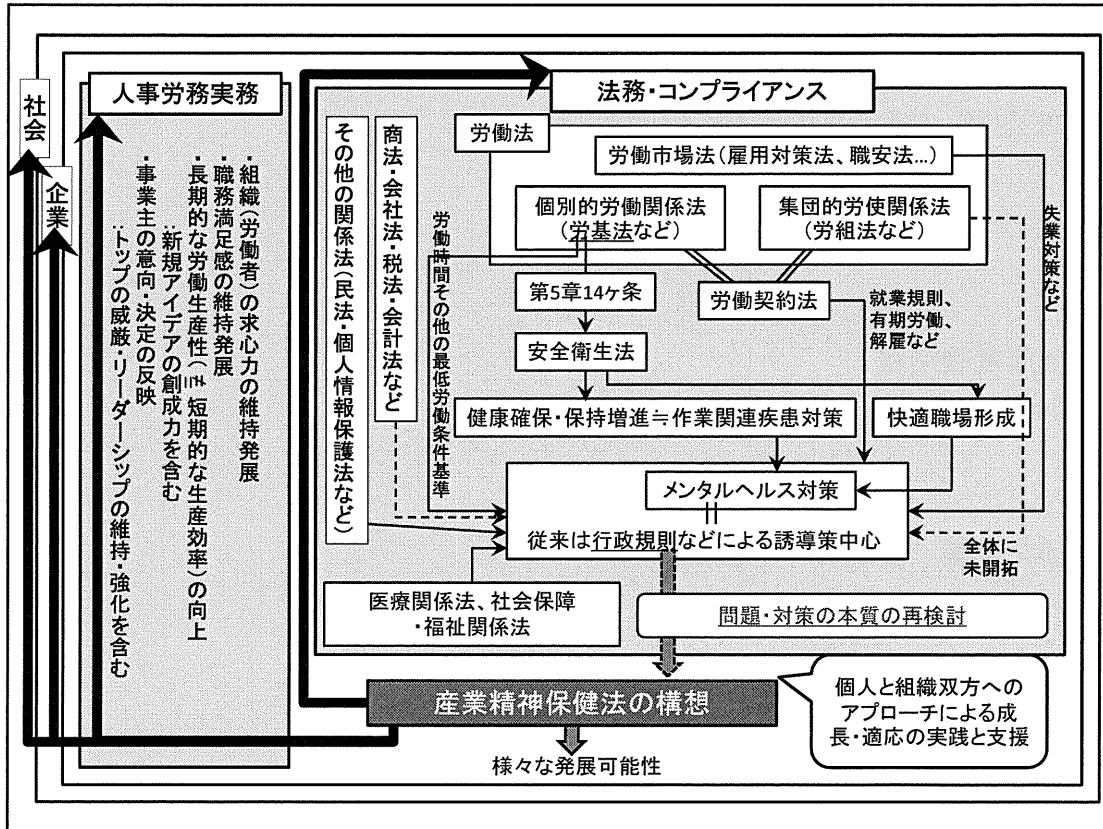 社会
企業
人事労務実務
・組織(労働者)の求心力の維持発展
・職務満足感の維持発展
・長期的な労働生産性(≠短期的な生産効率)の向上
・新規アイデアの創成力を含む
・事業主の意向・決定の反映
・トップの威厳・リーダーシップの維持・強化を含む
法務・コンプライアンス
その他の関係法(民法・個人情報保護法など)
商法・会社法・税法・会計法など
労働法
労働市場法(雇用対策法、職安法…)
個別的労働関係法
(労基法など)
集団的労使関係法
(労組法など)
労働時間その他の最低労働条件基準
失業対策など
第5章14ヶ条
労働契約法
就業規則、
有期労働、
解雇など
安全衛生法
健康確保・保持増進≒作業関連疾患対策
快適職場形成
メンタルヘルス対策
従来は行政規則などによる誘導策中心
全体に
未開拓
医療関係法、社会保障
・福祉関係法
問題・対策の本質の再検討
産業精神保健法の構想
個人と組織双方への
アプローチによる成
長・適応の実践と支援
様々な発展可能性